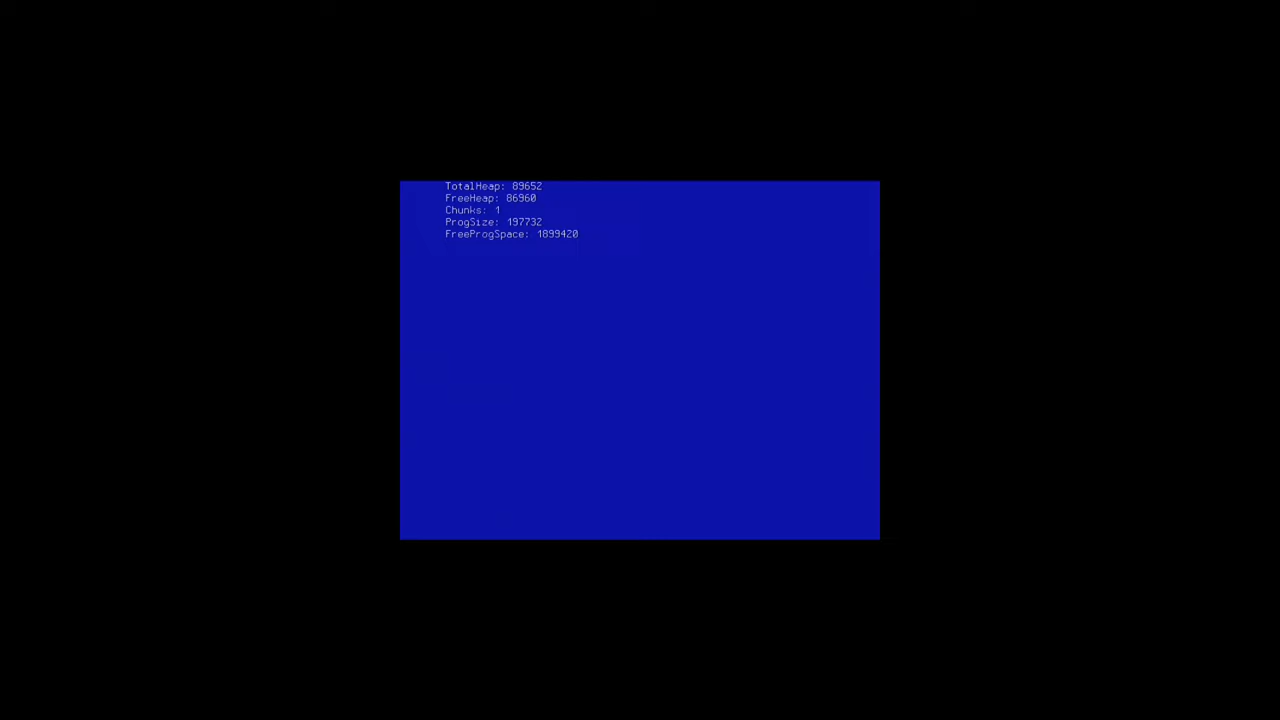 TotalHeap: 89652
FreeHeap: 86960
Chunks: 1
ProgSize: 197732
FreeProgSpace: 1899420